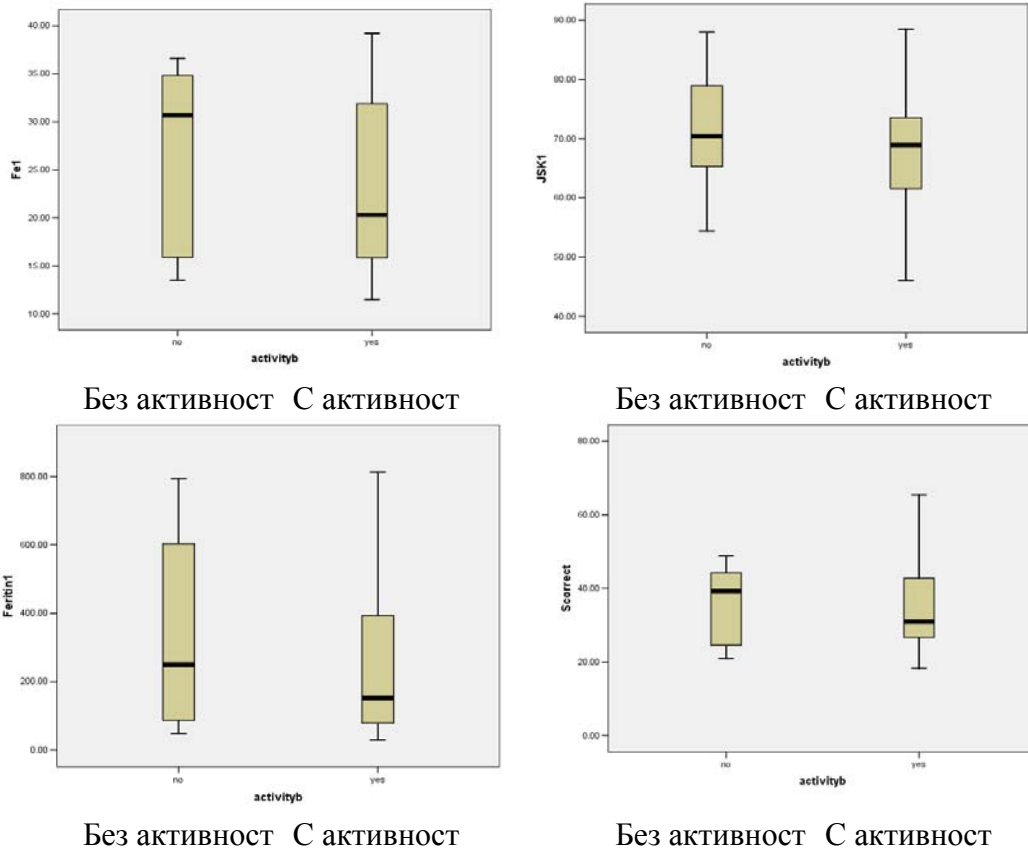 40.00
35.00
30.00
25.00
20.00
15.00
10.00
Fe1
no yes
activityb
Без активност С активност
90.00
80.00
70.00
60.00
50.00
40.00
JSK1
no yes
activityb
Без активност С активност
800.00
600.00
400.00
200.00
0.00
Feritin1
no yes
activityb
Без активност С активност
80.00
60.00
40.00
20.00
0.00
Scorrect
no yes
activityb
Без активност С активност